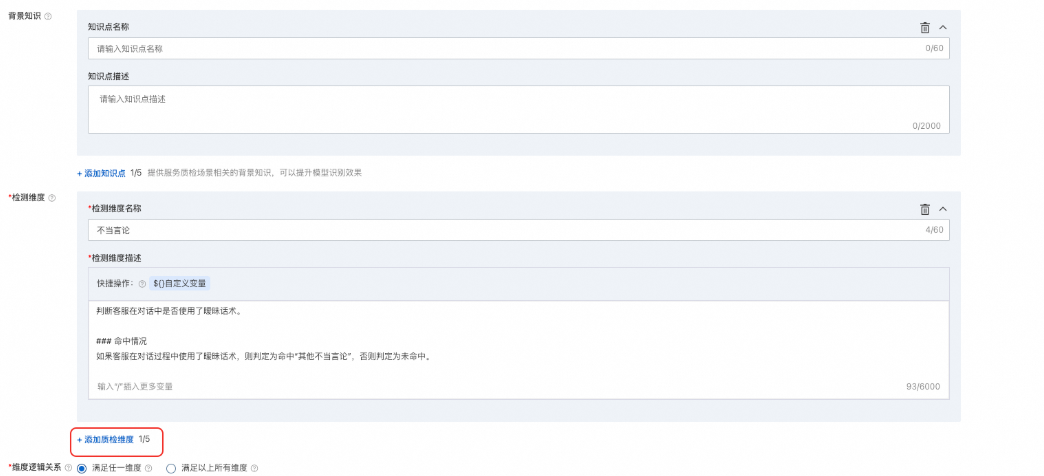 背景知识
知识点名称
请输入知识点名称 0/60
知识点描述
请输入知识点描述
0/2000
+ 添加知识点 1/5 提供服务质检场景相关的背景知识，可以提升模型识别效果
*检测维度
*检测维度名称
不当言论 4/60
*检测维度描述
快捷操作： ${}自定义变量
判断客服在对话中是否使用了暧昧话术。
### 命中情况
如果客服在对话过程中使用了暧昧话术，则判定为命中“其他不当言论”，否则判定为未命中。
输入“/”插入更多变量 93/6000
+ 添加质检维度 1/5
*维度逻辑关系 满足任一维度 满足以上所有维度